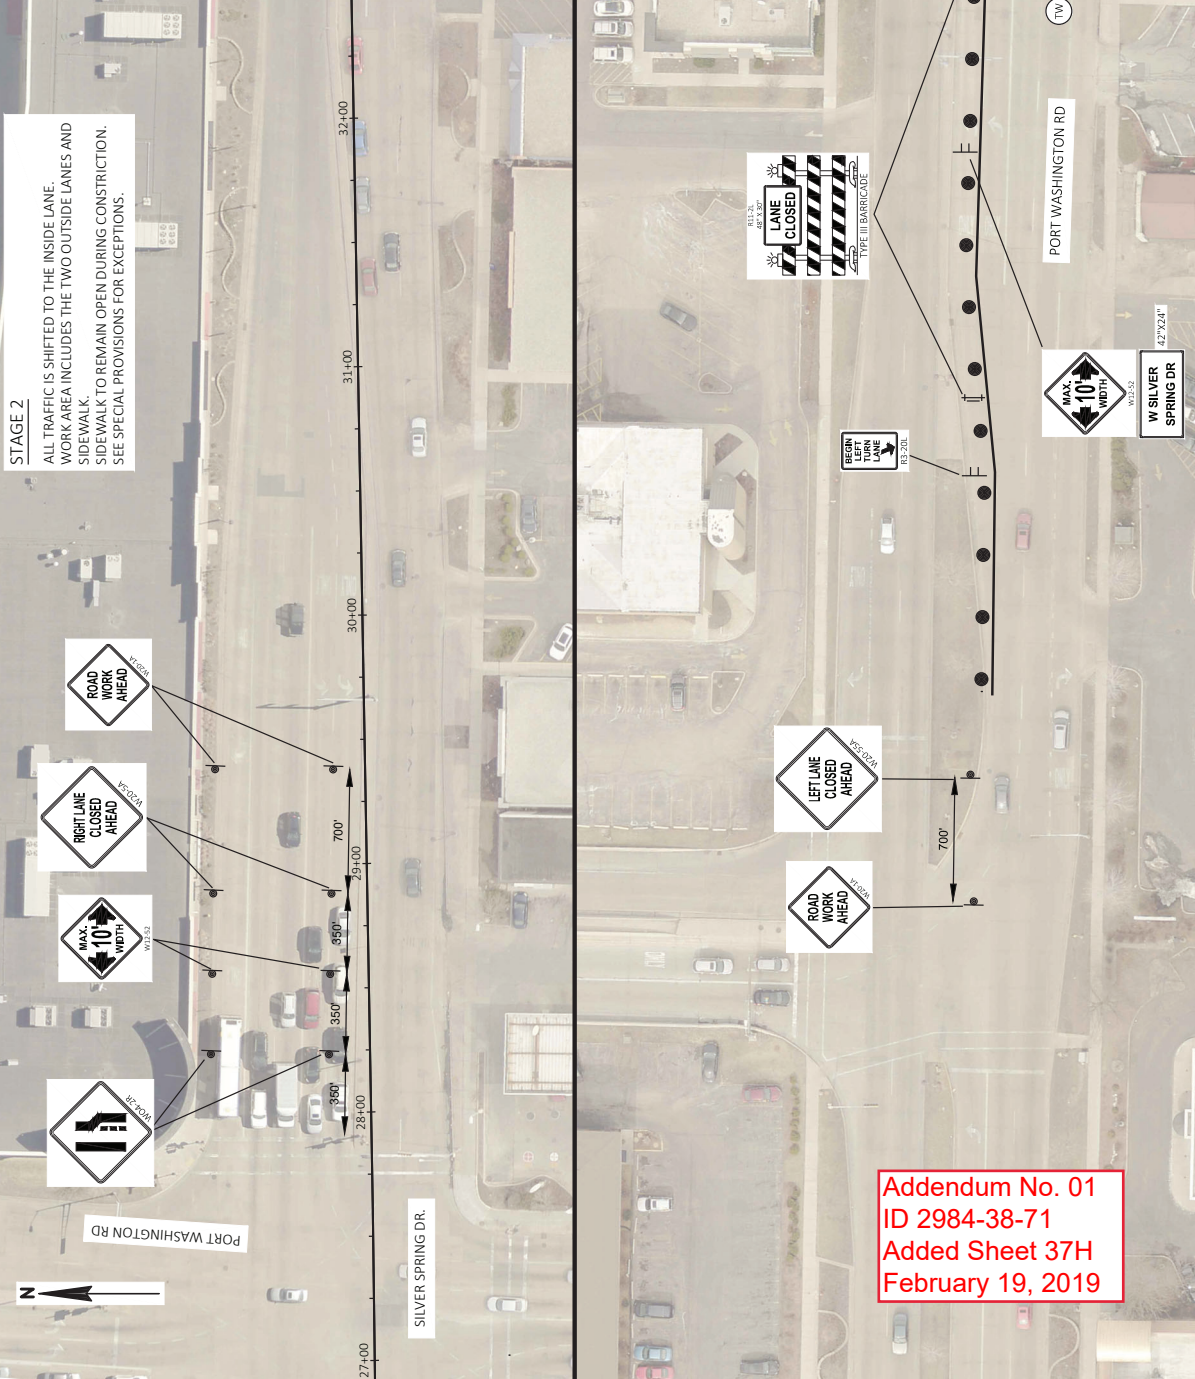 STAGE 2
ALL TRAFFIC IS SHIFTED TO THE INSIDE LANE.
WORK AREA INCLUDES THE TWO OUTSIDE LANES AND
SIDEWALK.
SIDEWALK TO REMAIN OPEN DURING CONSTRICTION.
SEE SPECIAL PROVISIONS FOR EXCEPTIONS.
ROAD
WORK
AHEAD
W20-1A
RIGHT LANE
CLOSED
AHEAD
W20-5A
MAX.
10'
WIDTH
W12-52
W04-2R
700'
350'
350'
350'
32+00
31+00
30+00
29+00
28+00
27+00
PORT WASHINGTON RD
N
SILVER SPRING DR.
R11-2L
48" X 30"
LANE
CLOSED
TYPE III BARRICADE
BEGIN
LEFT
TURN
LANE
R3-20L
TW
PORT WASHINGTON RD
MAX.
10'
WIDTH
W12-52
W SILVER
SPRING DR
42"X24"
LEFT LANE
CLOSED
AHEAD
W20-55A
700'
ROAD
WORK
AHEAD
W20-1A
ONLY
Addendum No. 01
ID 2984-38-71
Added Sheet 37H
February 19, 2019